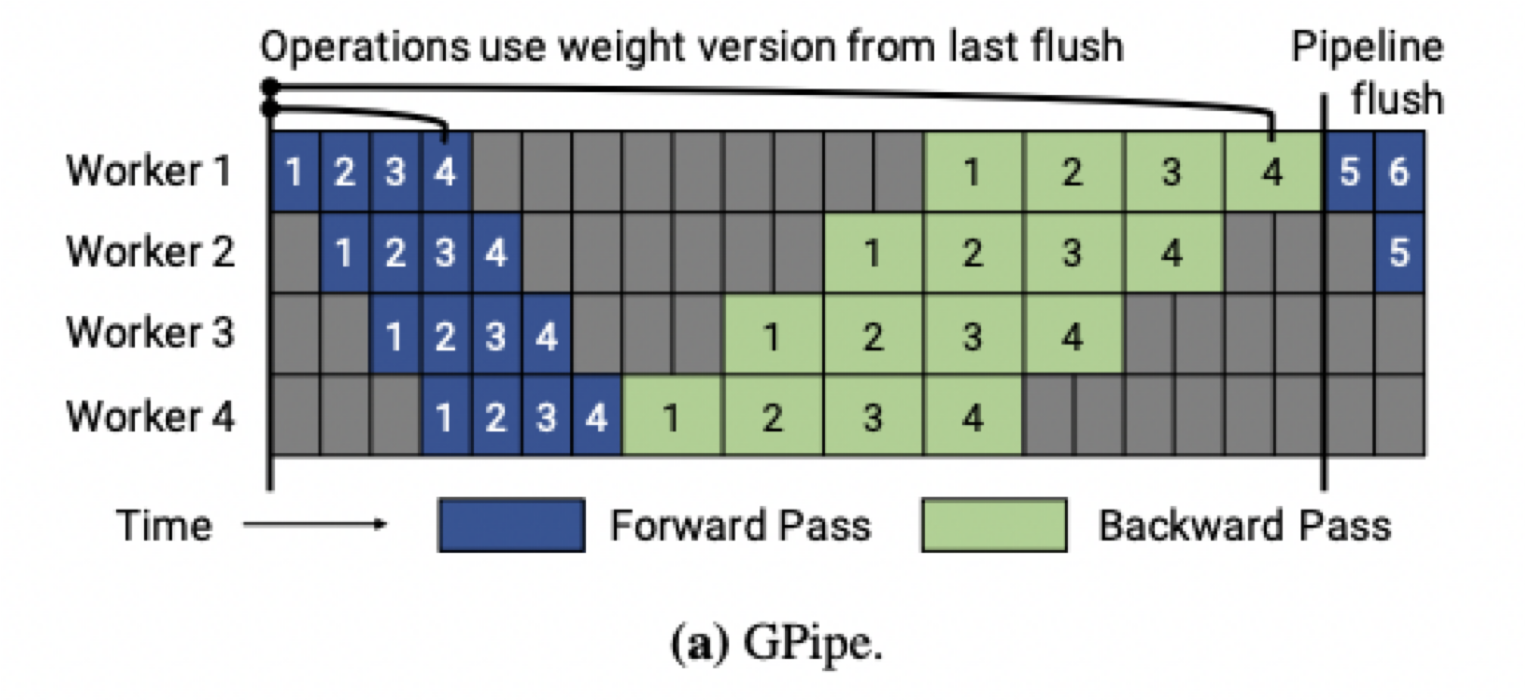 Operations use weight version from last flush
Pipeline
flush
Worker 1 1 2 3 4 1 2 3 4 5 6
Worker 2 1 2 3 4 1 2 3 4 5
Worker 3 1 2 3 4 1 2 3 4
Worker 4 1 2 3 4 1 2 3 4
Time Forward Pass Backward Pass
(a) GPipe.